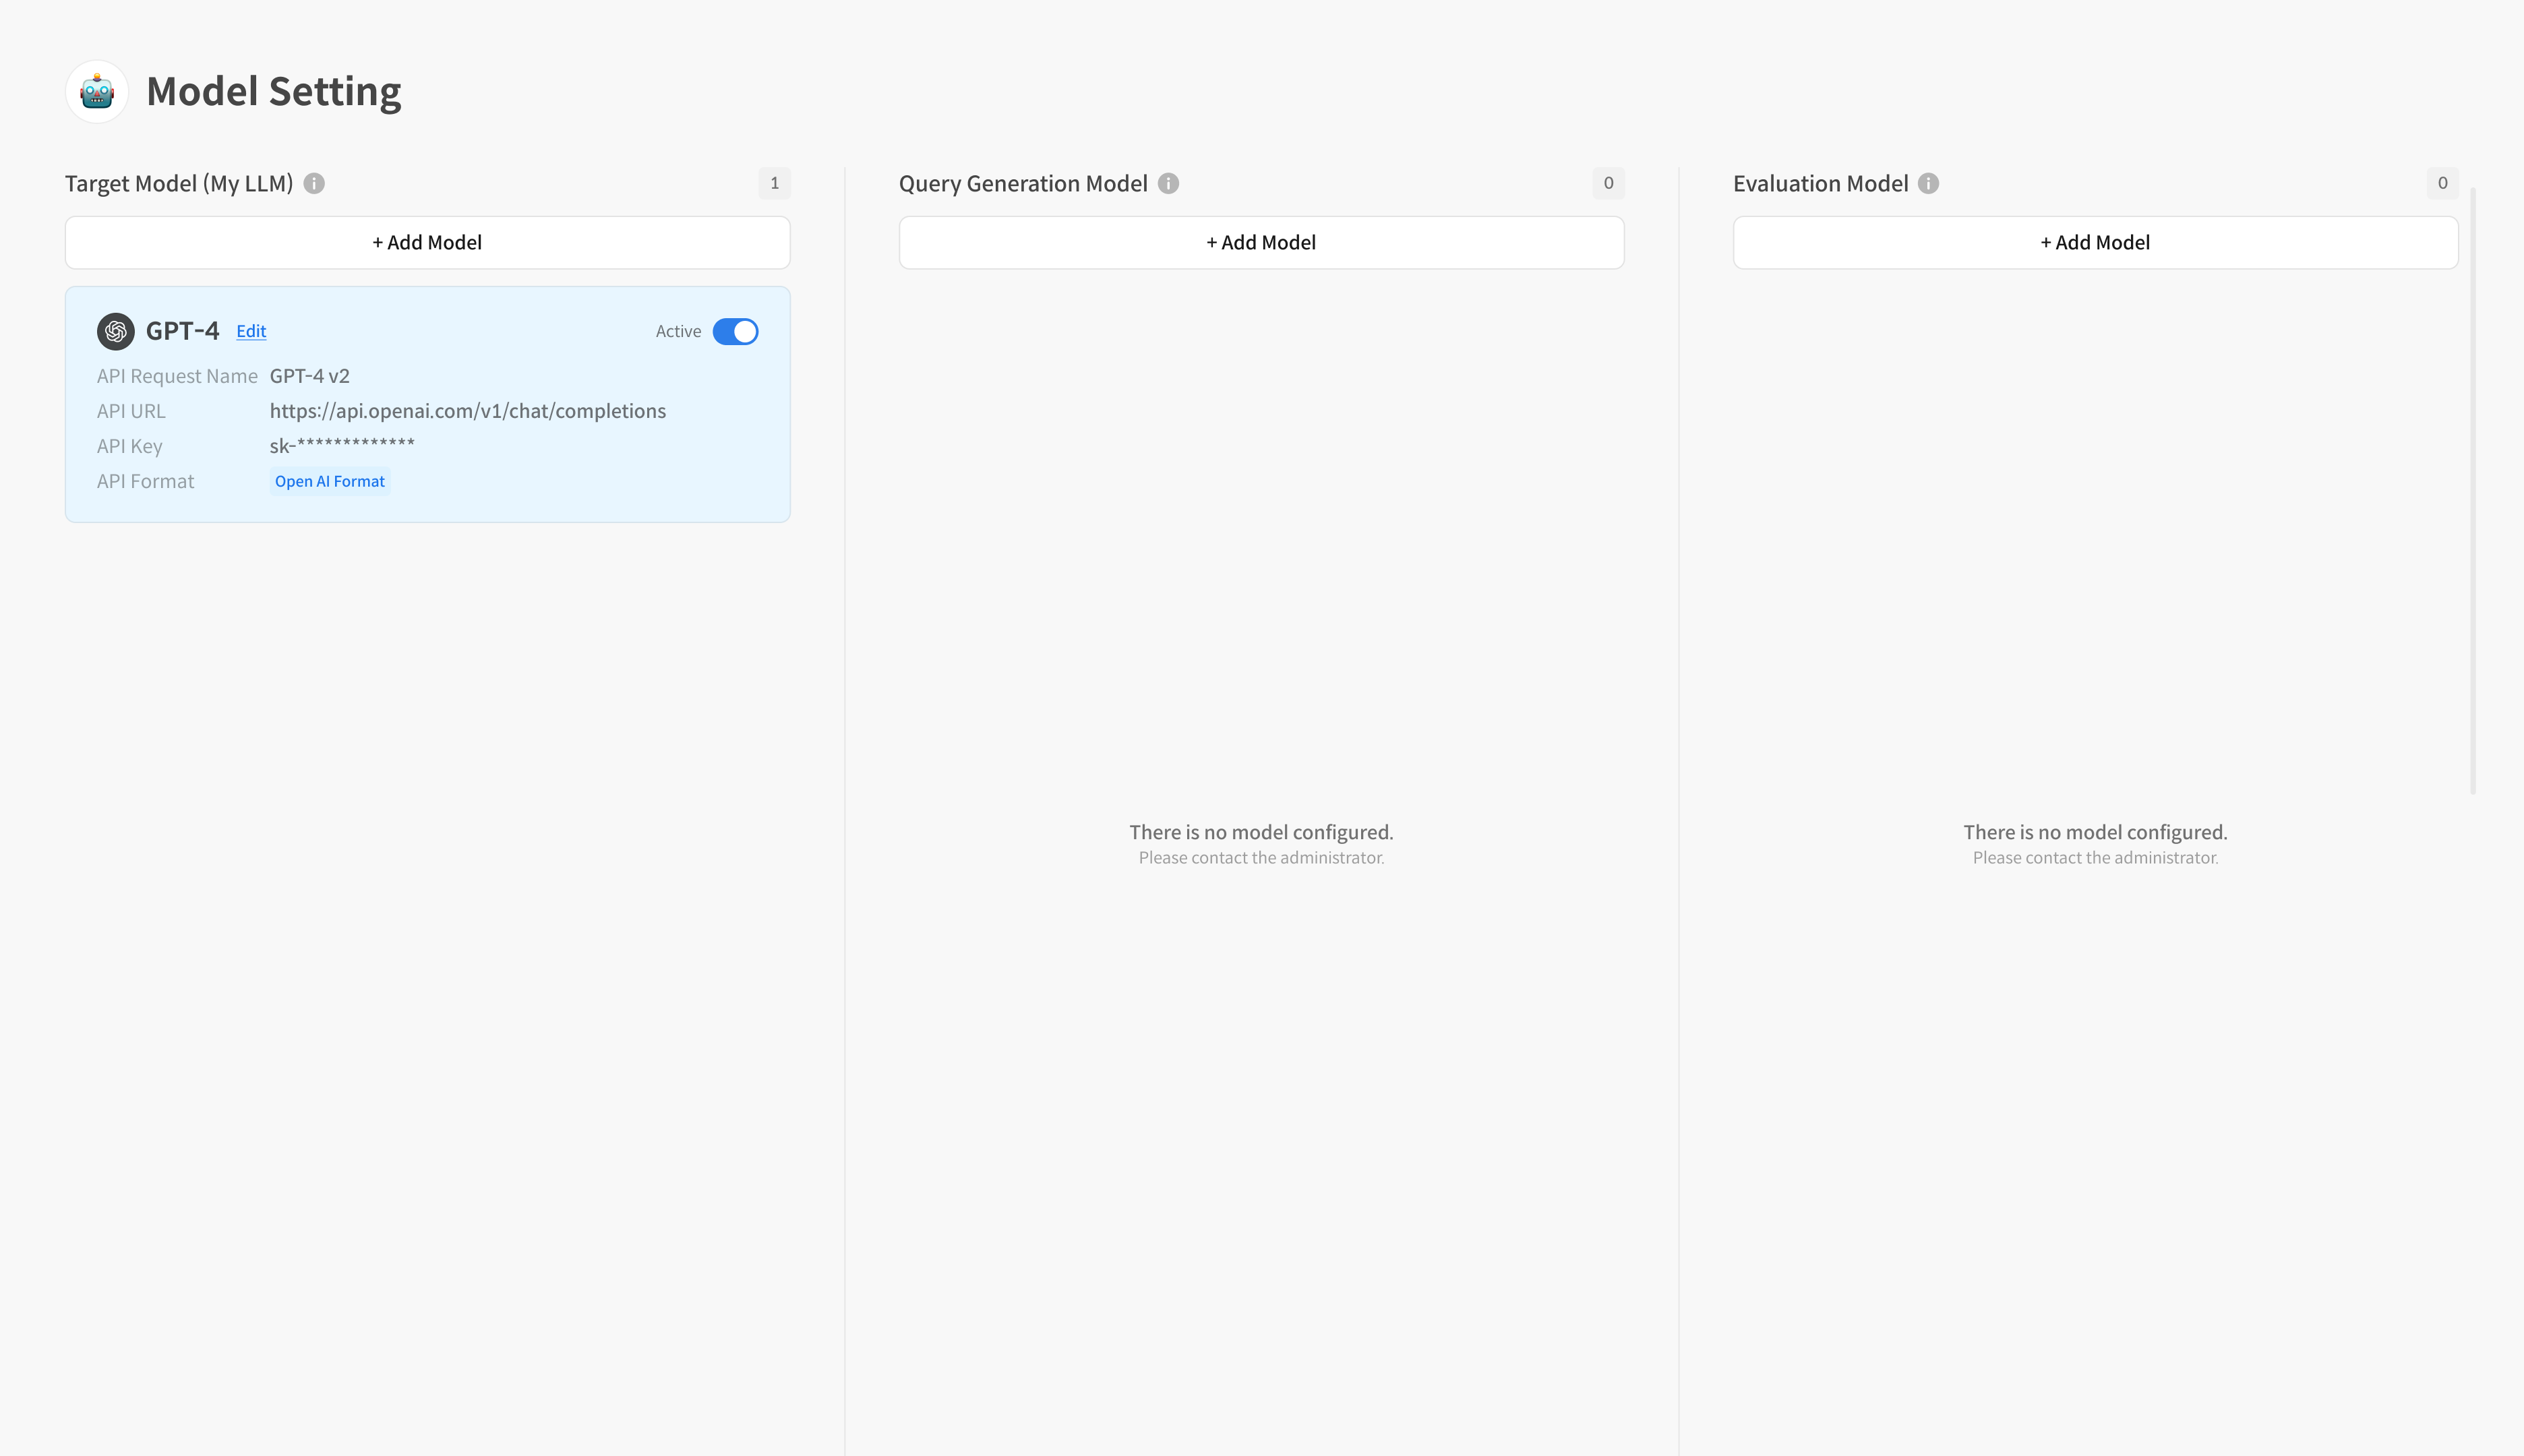 Model Setting
Target Model (My LLM)
1
+ Add Model
GPT-4 Edit Active
API Request Name GPT-4 v2
API URL https://api.openai.com/v1/chat/completions
API Key sk-*************
API Format Open AI Format
Query Generation Model
0
+ Add Model
There is no model configured.
Please contact the administrator.
Evaluation Model
0
+ Add Model
There is no model configured.
Please contact the administrator.